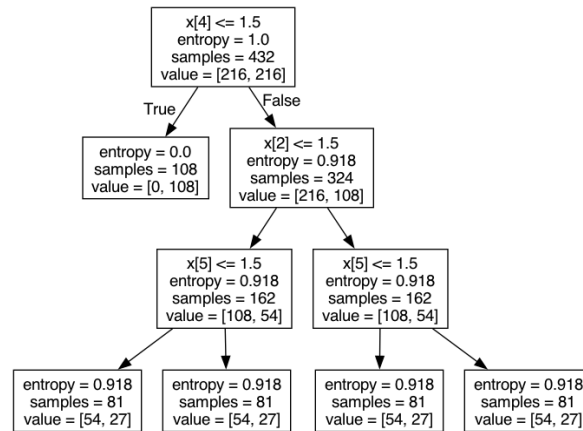 x[4] <= 1.5
entropy = 1.0
samples = 432
value = [216, 216]
True
False
entropy = 0.0
samples = 108
value = [0, 108]
x[2] <= 1.5
entropy = 0.918
samples = 324
value = [216, 108]
x[5] <= 1.5
entropy = 0.918
samples = 162
value = [108, 54]
x[5] <= 1.5
entropy = 0.918
samples = 162
value = [108, 54]
entropy = 0.918
samples = 81
value = [54, 27]
entropy = 0.918
samples = 81
value = [54, 27]
entropy = 0.918
samples = 81
value = [54, 27]
entropy = 0.918
samples = 81
value = [54, 27]